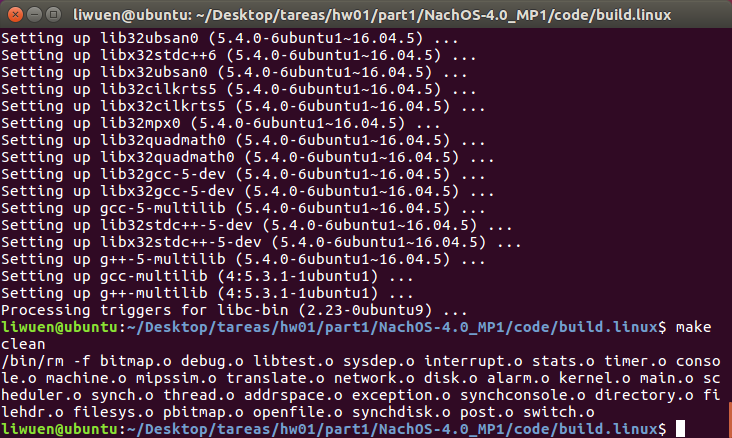 liwuen@ubuntu: ~/Desktop/tareas/hw01/part1/NachOS-4.0_MP1/code/build.linux
Setting up lib32ubsan0 (5.4.0-6ubuntu1~16.04.5) ...
Setting up libx32stdc++6 (5.4.0-6ubuntu1~16.04.5) ...
Setting up libx32ubsan0 (5.4.0-6ubuntu1~16.04.5) ...
Setting up lib32cilkrts5 (5.4.0-6ubuntu1~16.04.5) ...
Setting up libx32cilkrts5 (5.4.0-6ubuntu1~16.04.5) ...
Setting up lib32mpx0 (5.4.0-6ubuntu1~16.04.5) ...
Setting up lib32quadmath0 (5.4.0-6ubuntu1~16.04.5) ...
Setting up libx32quadmath0 (5.4.0-6ubuntu1~16.04.5) ...
Setting up lib32gcc-5-dev (5.4.0-6ubuntu1~16.04.5) ...
Setting up libx32gcc-5-dev (5.4.0-6ubuntu1~16.04.5) ...
Setting up gcc-5-multilib (5.4.0-6ubuntu1~16.04.5) ...
Setting up lib32stdc++-5-dev (5.4.0-6ubuntu1~16.04.5) ...
Setting up libx32stdc++-5-dev (5.4.0-6ubuntu1~16.04.5) ...
Setting up g++-5-multilib (5.4.0-6ubuntu1~16.04.5) ...
Setting up gcc-multilib (4:5.3.1-1ubuntu1) ...
Setting up g++-multilib (4:5.3.1-1ubuntu1) ...
Processing triggers for libc-bin (2.23-0ubuntu9) ...
liwuen@ubuntu:~/Desktop/tareas/hw01/part1/NachOS-4.0_MP1/code/build.linux$ make
clean
/bin/rm -f bitmap.o debug.o libtest.o sysdep.o interrupt.o stats.o timer.o conso
le.o machine.o mipssim.o translate.o network.o disk.o alarm.o kernel.o main.o sc
heduler.o synch.o thread.o addrspace.o exception.o synchconsole.o directory.o fi
lehdr.o filesys.o pbitmap.o openfile.o synchdisk.o post.o switch.o
liwuen@ubuntu:~/Desktop/tareas/hw01/part1/NachOS-4.0_MP1/code/build.linux$